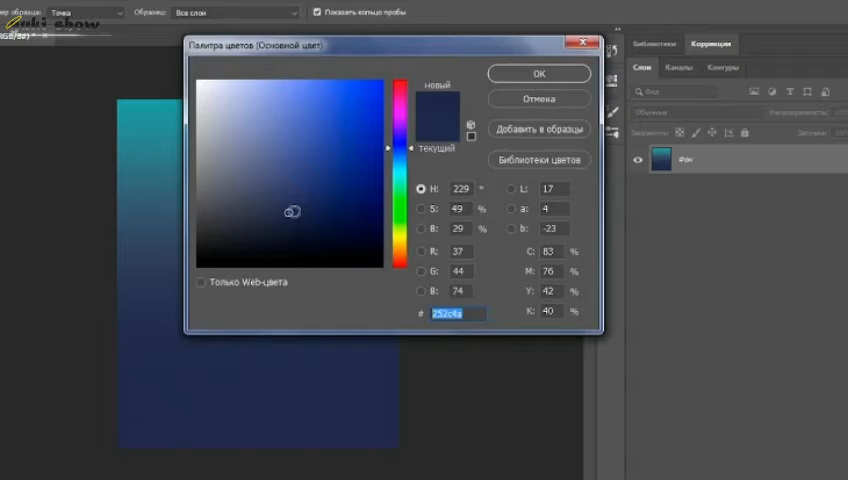 Точка
Образец:
Все слои
Показать кольцо пробы
show
Палитра цветов (Основной цвет)
новый
текущий
OK
Отмена
Добавить в образцы
Библиотеки цветов
H: 229 °
S: 49 %
B: 29 %
R: 37
G: 44
B: 74
# 252c4a
L: 17
a: 4
b: -23
C: 83 %
M: 76 %
Y: 42 %
K: 40 %
Только Web-цвета
Библиотеки
Коррекция
Слои
Каналы
Контуры
Вид
Обычные
Непрозрачность:
Закрепить:
Фон